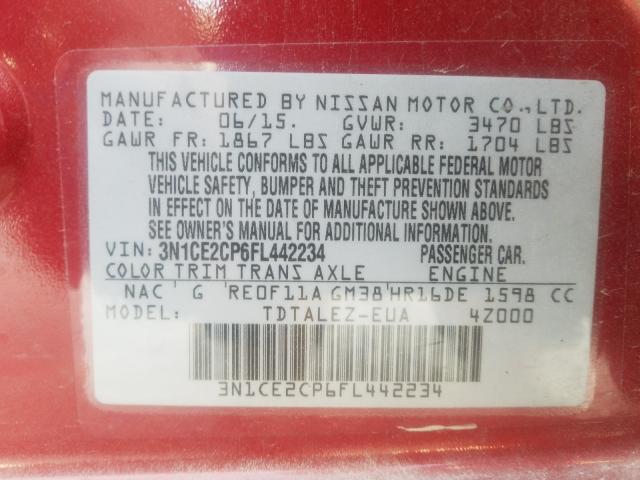 MANUFACTURED BY NISSAN MOTOR CO., LTD.
DATE: 06/15. GVWR: 3470 LBS
GAWR FR: 1867 LBS GAWR RR: 1704 LBS
THIS VEHICLE CONFORMS TO ALL APPLICABLE FEDERAL MOTOR
VEHICLE SAFETY, BUMPER AND THEFT PREVENTION STANDARDS
IN EFFECT ON THE DATE OF MANUFACTURE SHOWN ABOVE.
SEE OWNER'S MANUAL FOR ADDITIONAL INFORMATION.
VIN: 3N1CE2CP6FL442234 PASSENGER CAR.
COLOR TRIM TRANS AXLE ENGINE
NAC G RE0F11A GM38 HR16DE 1598 CC
MODEL: TDTALEZ-EUA 4Z000
3N1CE2CP6FL442234